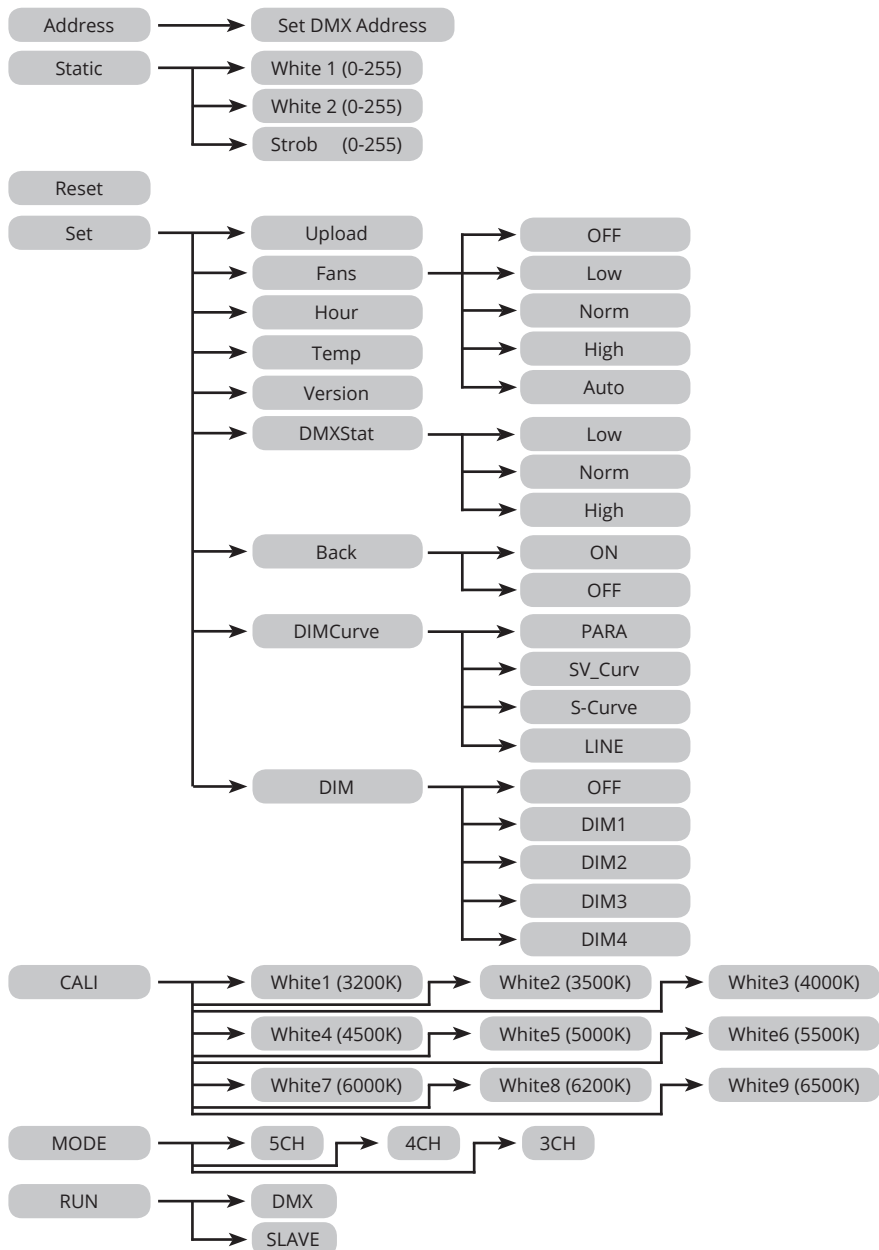 Address Set DMX Address
Static White 1 (0-255)
White 2 (0-255)
Strob (0-255)
Reset
Set Upload OFF
Fans Low
Hour Norm
Temp High
Version Auto
DMXStat Low
Norm
High
Back ON
OFF
DIMCurve PARA
SV_Curv
S-Curve
LINE
DIM OFF
DIM1
DIM2
DIM3
DIM4
CALI White1 (3200K) White2 (3500K) White3 (4000K)
White4 (4500K) White5 (5000K) White6 (5500K)
White7 (6000K) White8 (6200K) White9 (6500K)
MODE 5CH 4CH 3CH
RUN DMX
SLAVE